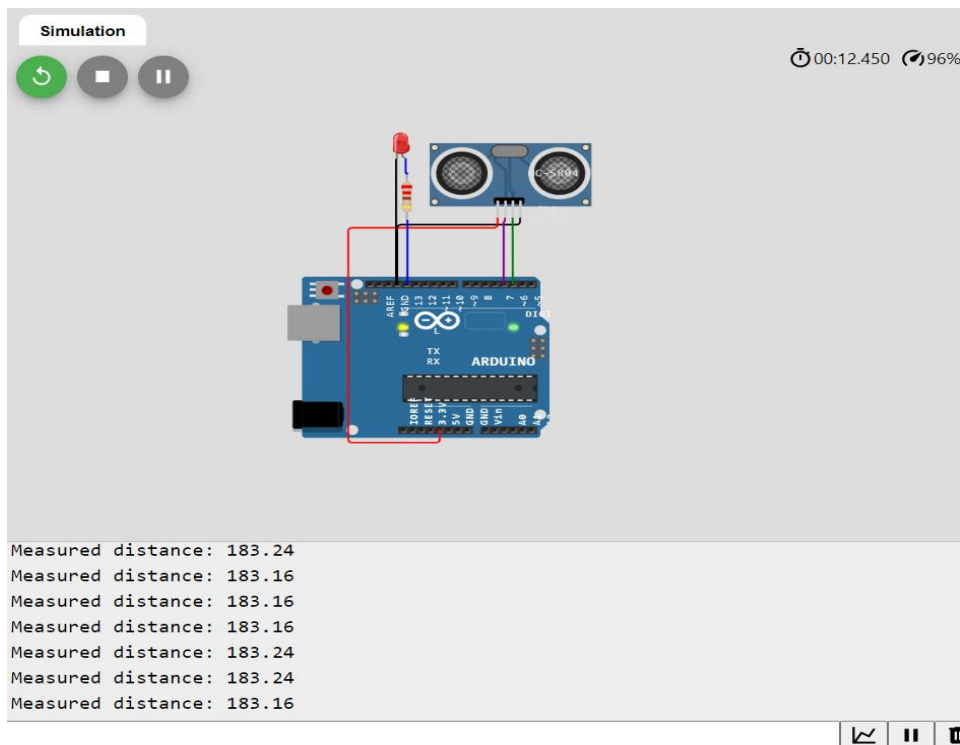 Simulation
00:12.450 96%
C-SR04
AREF
GND
13
12
~11
~10
~9
8
7
~6
~5
DIGI
L
TX
RX
ARDUINO
IOREF
RESET
3.3V
5V
GND
GND
Vin
A0
Measured distance: 183.24
Measured distance: 183.16
Measured distance: 183.16
Measured distance: 183.16
Measured distance: 183.24
Measured distance: 183.24
Measured distance: 183.16